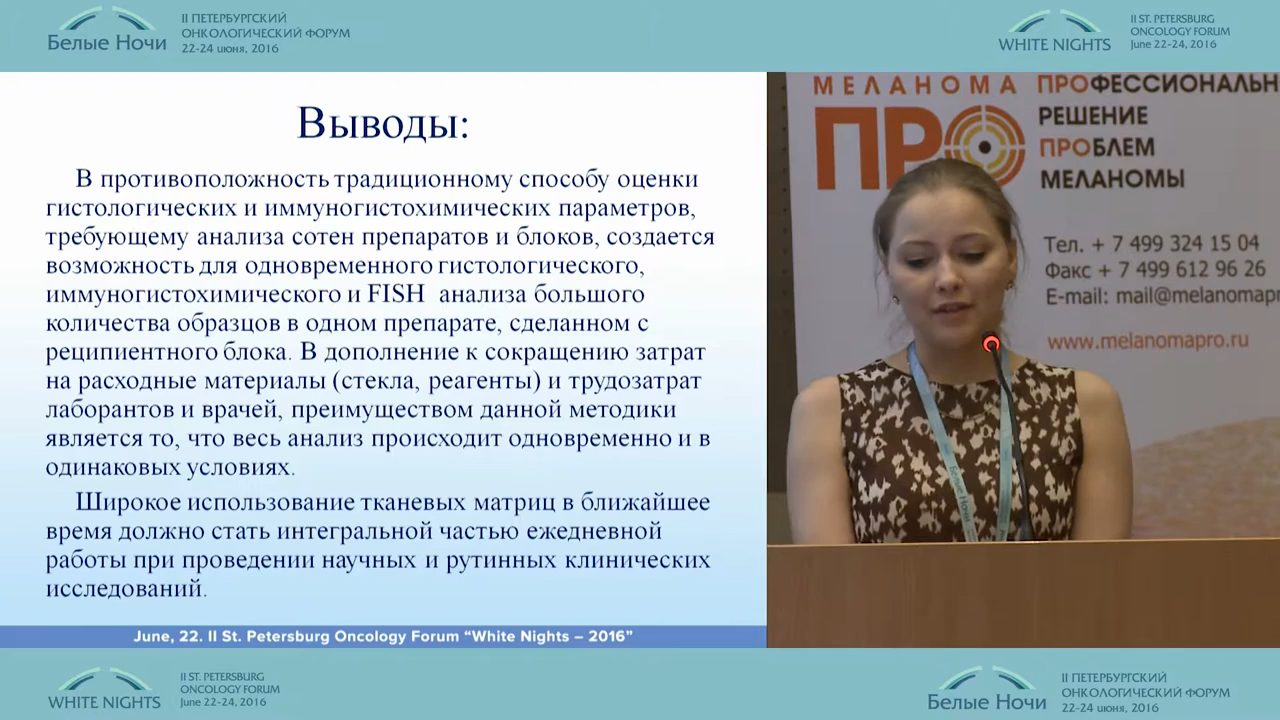 Белые Ночи
II ПЕТЕРБУРГСКИЙ
ОНКОЛОГИЧЕСКИЙ ФОРУМ
22-24 июня, 2016
WHITE NIGHTS
II ST. PETERSBURG
ONCOLOGY FORUM
June 22-24, 2016
Выводы:
В противоположность традиционному способу оценки
гистологических и иммуногистохимических параметров,
требующему анализа сотен препаратов и блоков, создается
возможность для одновременного гистологического,
иммуногистохимического и FISH анализа большого
количества образцов в одном препарате, сделанном с
реципиентного блока. В дополнение к сокращению затрат
на расходные материалы (стекла, реагенты) и трудозатрат
лаборантов и врачей, преимуществом данной методики
является то, что весь анализ происходит одновременно и в
одинаковых условиях.
Широкое использование тканевых матриц в ближайшее
время должно стать интегральной частью ежедневной
работы при проведении научных и рутинных клинических
исследований.
June, 22. II St. Petersburg Oncology Forum “White Nights – 2016”
МЕЛАНОМА
ПРО
ПРОФЕССИОНАЛЬН
РЕШЕНИЕ
ПРОБЛЕМ
МЕЛАНОМЫ
Тел. + 7 499 324 15 04
Факс + 7 499 612 96 26
E-mail: mail@melanomapr
www.melanomapro.ru
Белые Ночи
WHITE NIGHTS
II ST. PETERSBURG
ONCOLOGY FORUM
June 22-24, 2016
Белые Ночи
II ПЕТЕРБУРГСКИЙ
ОНКОЛОГИЧЕСКИЙ ФОРУМ
22-24 июня, 2016